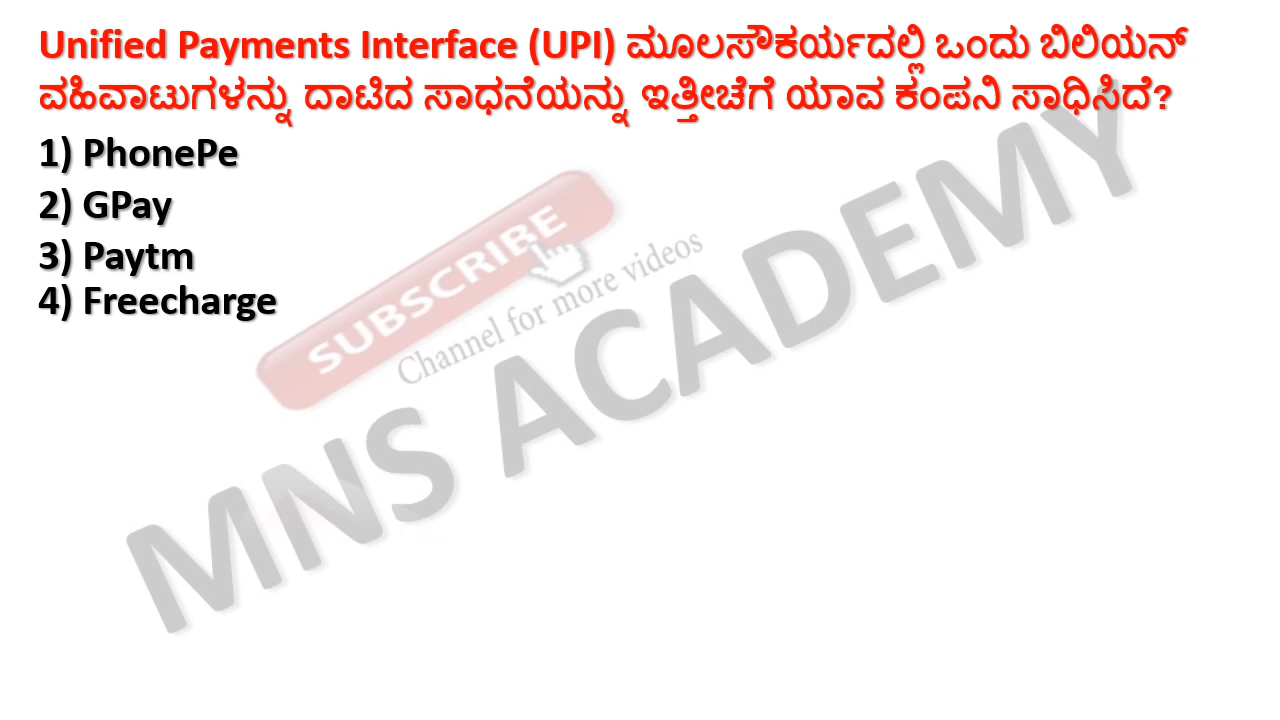 Unified Payments Interface (UPI) ಮೂಲಸೌಕರ್ಯದಲ್ಲಿ ಒಂದು ಬಿಲಿಯನ್
ವಹಿವಾಟುಗಳನ್ನು ದಾಟಿದ ಸಾಧನೆಯನ್ನು ಇತ್ತೀಚೆಗೆ ಯಾವ ಕಂಪನಿ ಸಾಧಿಸಿದೆ?
1) PhonePe
2) GPay
3) Paytm
4) Freecharge
SUBSCRIBE
Channel for more videos
MNS ACADEMY